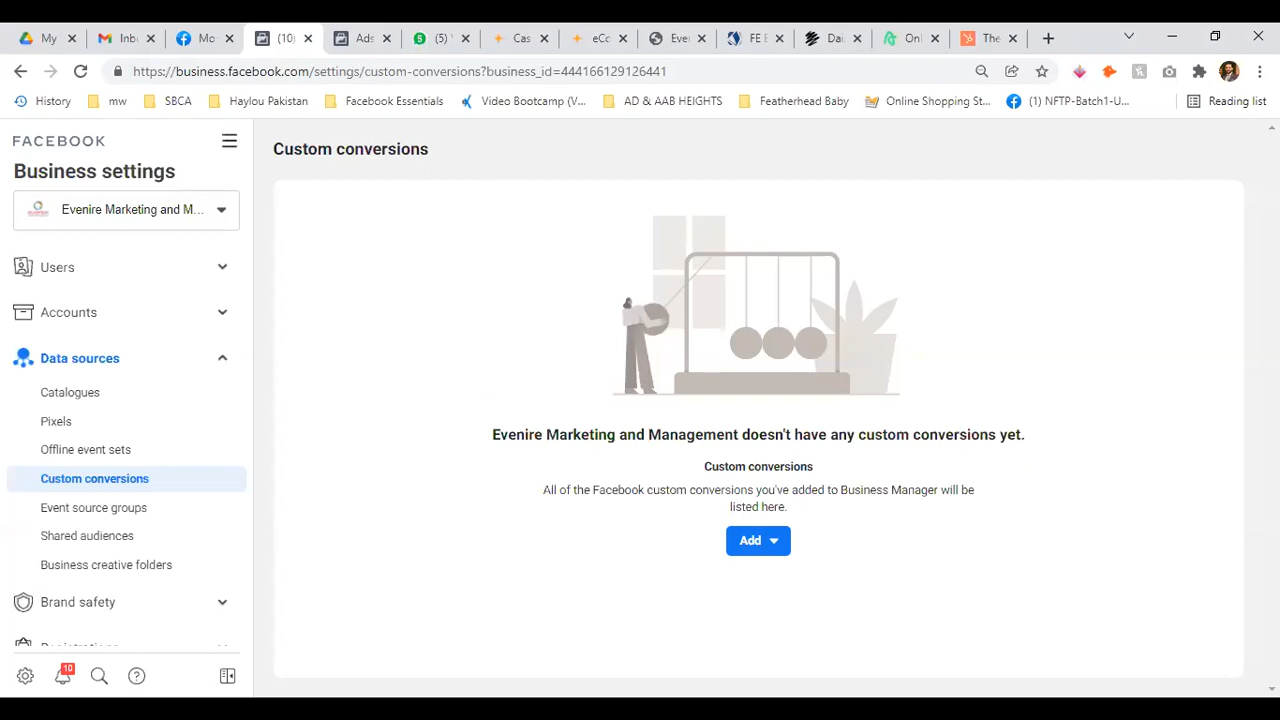 My
Inb
Mo
(10)
Ads
(5)
Cas
eCo
Eve
FE E
Dai
Onl
The
https://business.facebook.com/settings/custom-conversions?business_id=444166129126441
History
mw
SBCA
Haylou Pakistan
Facebook Essentials
Video Bootcamp (V...
AD & AAB HEIGHTS
Featherhead Baby
Online Shopping St...
(1) NFTP-Batch1-U...
Reading list
FACEBOOK
Business settings
Evenire Marketing and M...
Users
Accounts
Data sources
Catalogues
Pixels
Offline event sets
Custom conversions
Event source groups
Shared audiences
Business creative folders
Brand safety
10
Custom conversions
Evenire Marketing and Management doesn't have any custom conversions yet.
Custom conversions
All of the Facebook custom conversions you've added to Business Manager will be
listed here.
Add